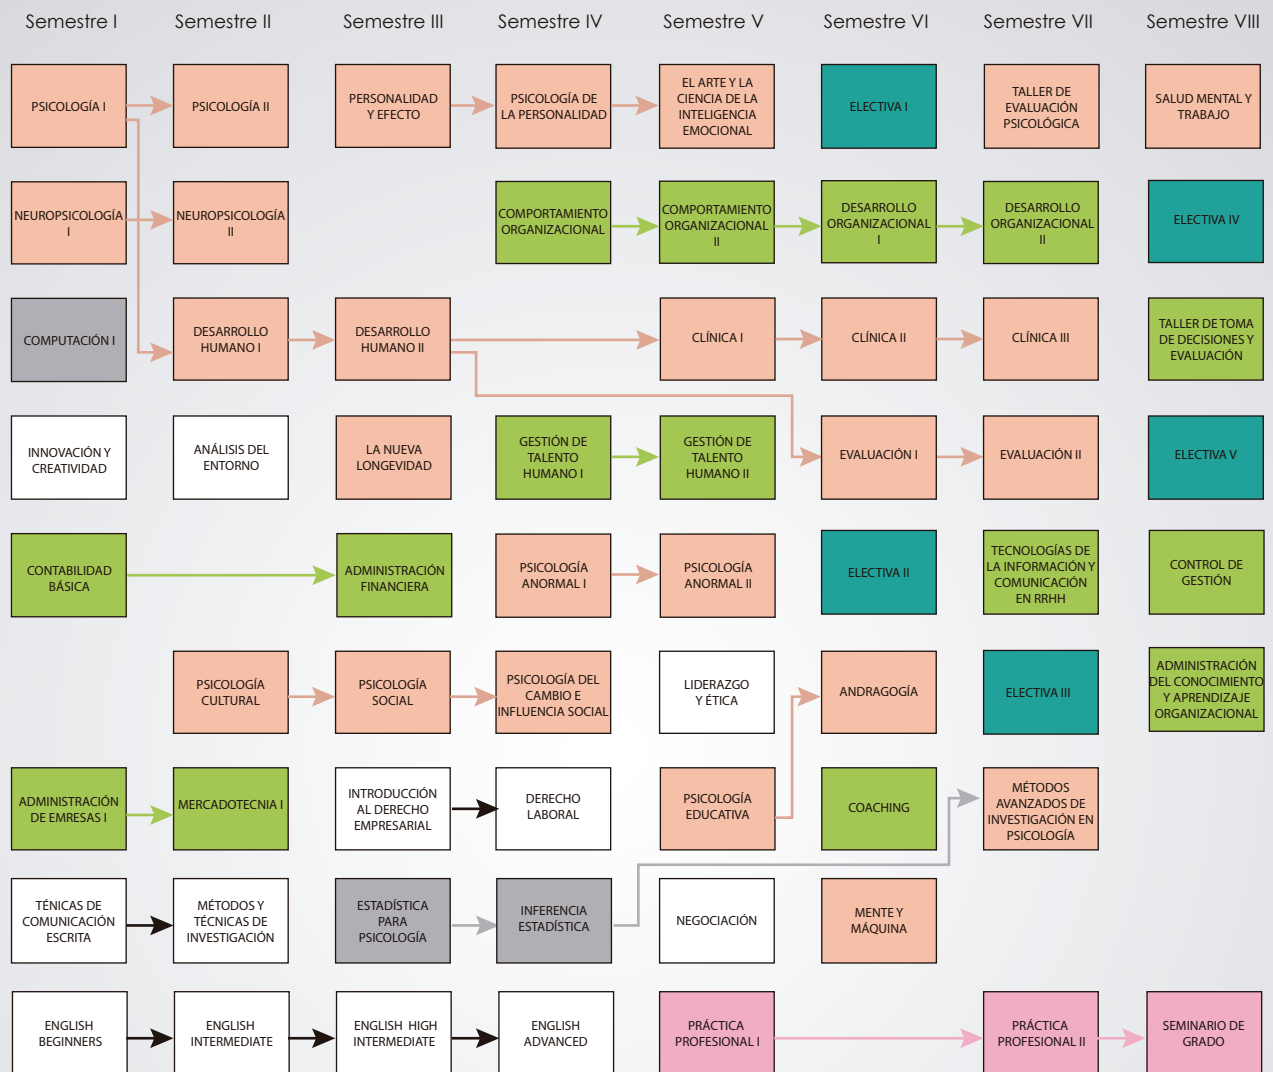 Semestre I
Semestre II
Semestre III
Semestre IV
Semestre V
Semestre VI
Semestre VII
Semestre VIII
PSICOLOGÍA I
PSICOLOGÍA II
PERSONALIDAD
Y EFECTO
PSICOLOGÍA DE
LA PERSONALIDAD
EL ARTE Y LA
CIENCIA DE LA
INTELIGENCIA
EMOCIONAL
ELECTIVA I
TALLER DE
EVALUACIÓN
PSICOLÓGICA
SALUD MENTAL Y
TRABAJO
NEUROPSICOLOGÍA
I
NEUROPSICOLOGÍA
II
COMPORTAMIENTO
ORGANIZACIONAL
COMPORTAMIENTO
ORGANIZACIONAL
II
DESARROLLO
ORGANIZACIONAL
I
DESARROLLO
ORGANIZACIONAL
II
ELECTIVA IV
COMPUTACIÓN I
DESARROLLO
HUMANO I
DESARROLLO
HUMANO II
CLÍNICA I
CLÍNICA II
CLÍNICA III
TALLER DE TOMA
DE DECISIONES Y
EVALUACIÓN
INNOVACIÓN Y
CREATIVIDAD
ANÁLISIS DEL
ENTORNO
LA NUEVA
LONGEVIDAD
GESTIÓN DE
TALENTO
HUMANO I
GESTIÓN DE
TALENTO
HUMANO II
EVALUACIÓN I
EVALUACIÓN II
ELECTIVA V
CONTABILIDAD
BÁSICA
ADMINISTRACIÓN
FINANCIERA
PSICOLOGÍA
ANORMAL I
PSICOLOGÍA
ANORMAL II
ELECTIVA II
TECNOLOGÍAS DE
LA INFORMACIÓN Y
COMUNICACIÓN
EN RRHH
CONTROL DE
GESTIÓN
PSICOLOGÍA
CULTURAL
PSICOLOGÍA
SOCIAL
PSICOLOGÍA DEL
CAMBIO E
INFLUENCIA SOCIAL
LIDERAZGO
Y ÉTICA
ANDRAGOGÍA
ELECTIVA III
ADMINISTRACIÓN
DEL CONOCIMIENTO
Y APRENDIZAJE
ORGANIZACIONAL
ADMINISTRACIÓN
DE EMRESAS I
MERCADOTECNIA I
INTRODUCCIÓN
AL DERECHO
EMPRESARIAL
DERECHO
LABORAL
PSICOLOGÍA
EDUCATIVA
COACHING
MÉTODOS
AVANZADOS DE
INVESTIGACIÓN EN
PSICOLOGÍA
TÉNICAS DE
COMUNICACIÓN
ESCRITA
MÉTODOS Y
TÉCNICAS DE
INVESTIGACIÓN
ESTADÍSTICA
PARA
PSICOLOGÍA
INFERENCIA
ESTADÍSTICA
NEGOCIACIÓN
MENTE Y
MÁQUINA
ENGLISH
BEGINNERS
ENGLISH
INTERMEDIATE
ENGLISH HIGH
INTERMEDIATE
ENGLISH
ADVANCED
PRÁCTICA
PROFESIONAL I
PRÁCTICA
PROFESIONAL II
SEMINARIO DE
GRADO